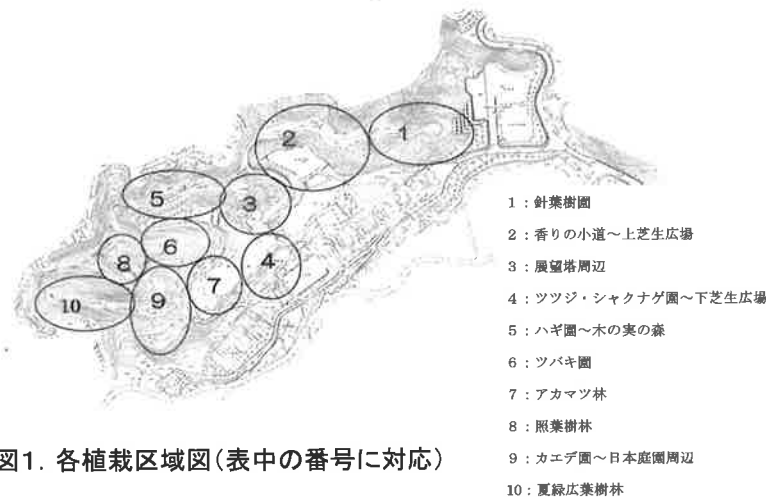 2
1
5
3
6
4
8
7
9
10
1：針葉樹園
2：香りの小道～上芝生広場
3：展望塔周辺
4：ツツジ・シャクナゲ園～下芝生広場
5：ハギ園～木の実の森
6：ツバキ園
7：アカマツ林
8：照葉樹林
9：カエデ園～日本庭園周辺
10：夏緑広葉樹林
図1. 各植栽区域図(表中の番号に対応)